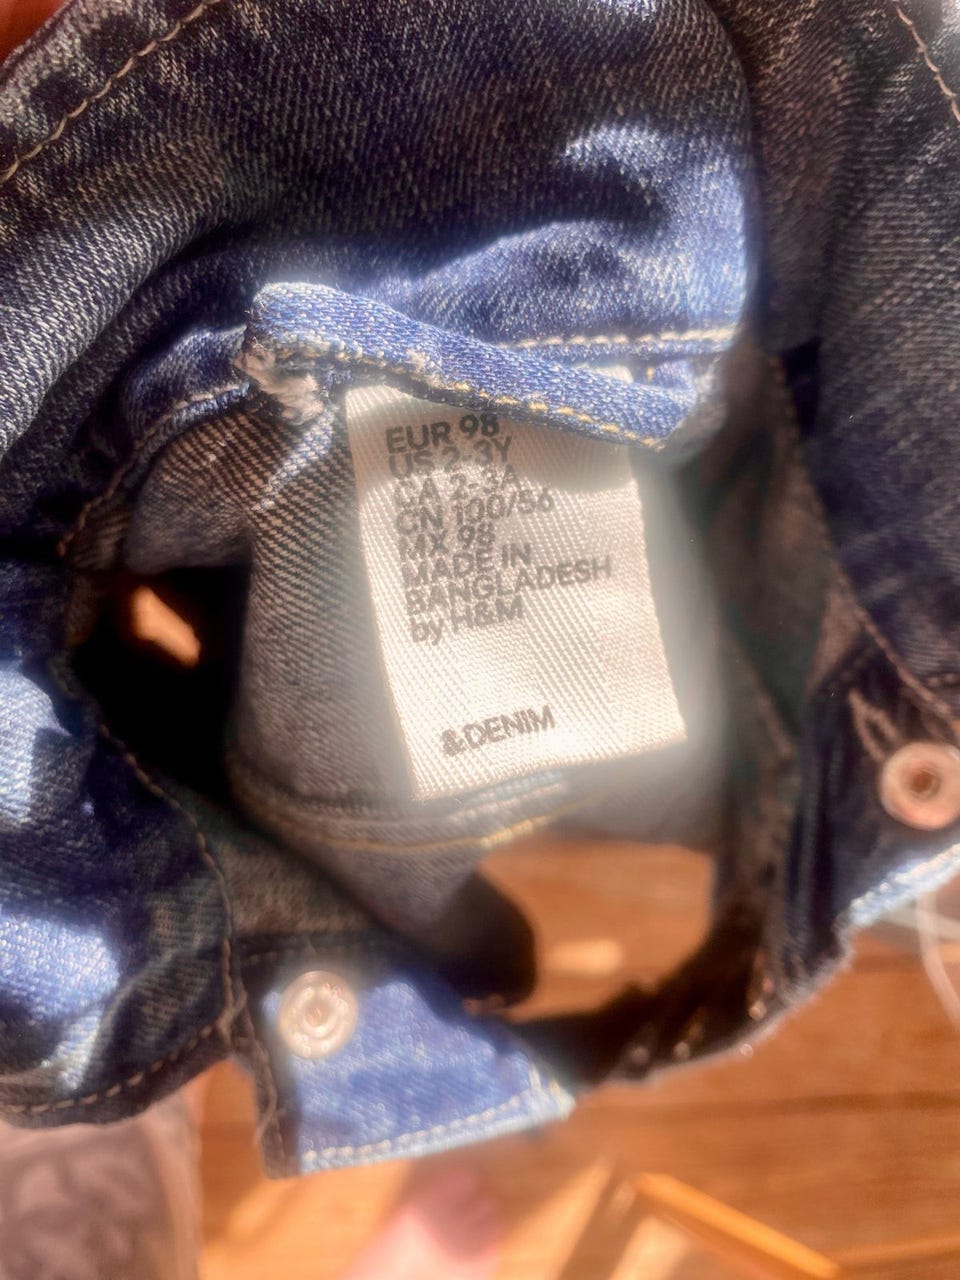 EUR 98
US 2-3Y
CA 2-3A
CN 100/56
MX 98
MADE IN
BANGLADESH
by H&M
&DENIM